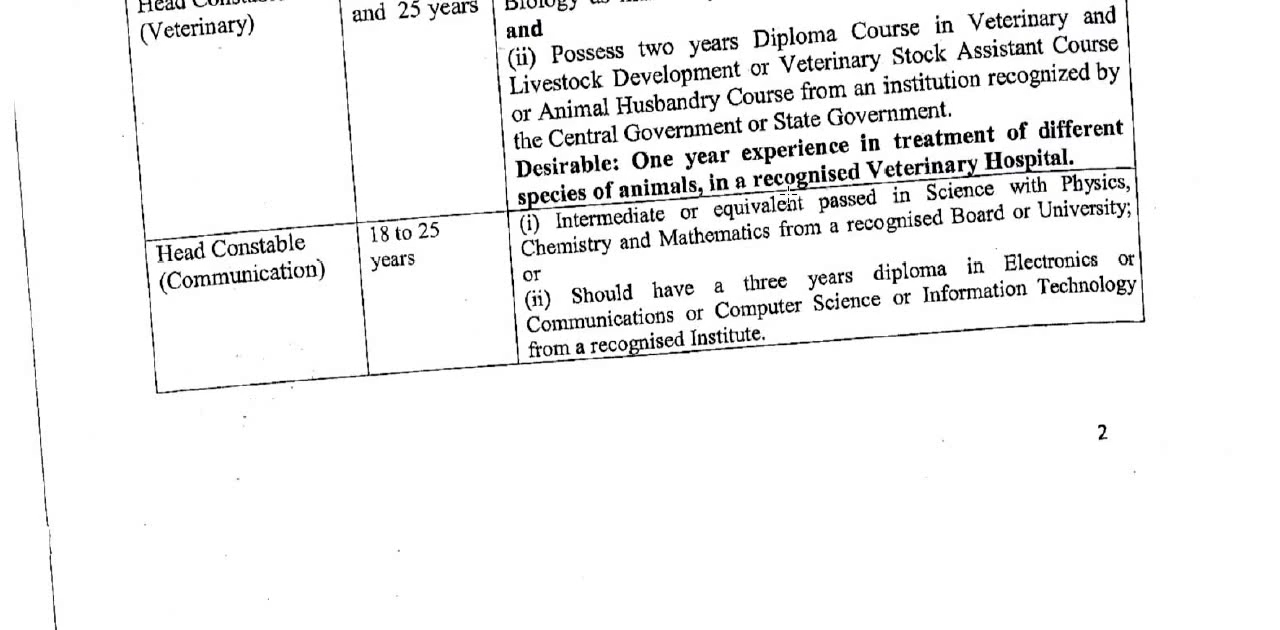 Head
(Veterinary)
and 25 years
Biology as
and
(ii) Possess two years Diploma Course in Veterinary and
Livestock Development or Veterinary Stock Assistant Course
or Animal Husbandry Course from an institution recognized by
the Central Government or State Government.
Desirable: One year experience in treatment of different
species of animals, in a recognised Veterinary Hospital.
Head Constable
(Communication)
18 to 25
years
(i) Intermediate or equivalent passed in Science with Physics,
Chemistry and Mathematics from a recognised Board or University;
or
(ii) Should have a three years diploma in Electronics or
Communications or Computer Science or Information Technology
from a recognised Institute.
2